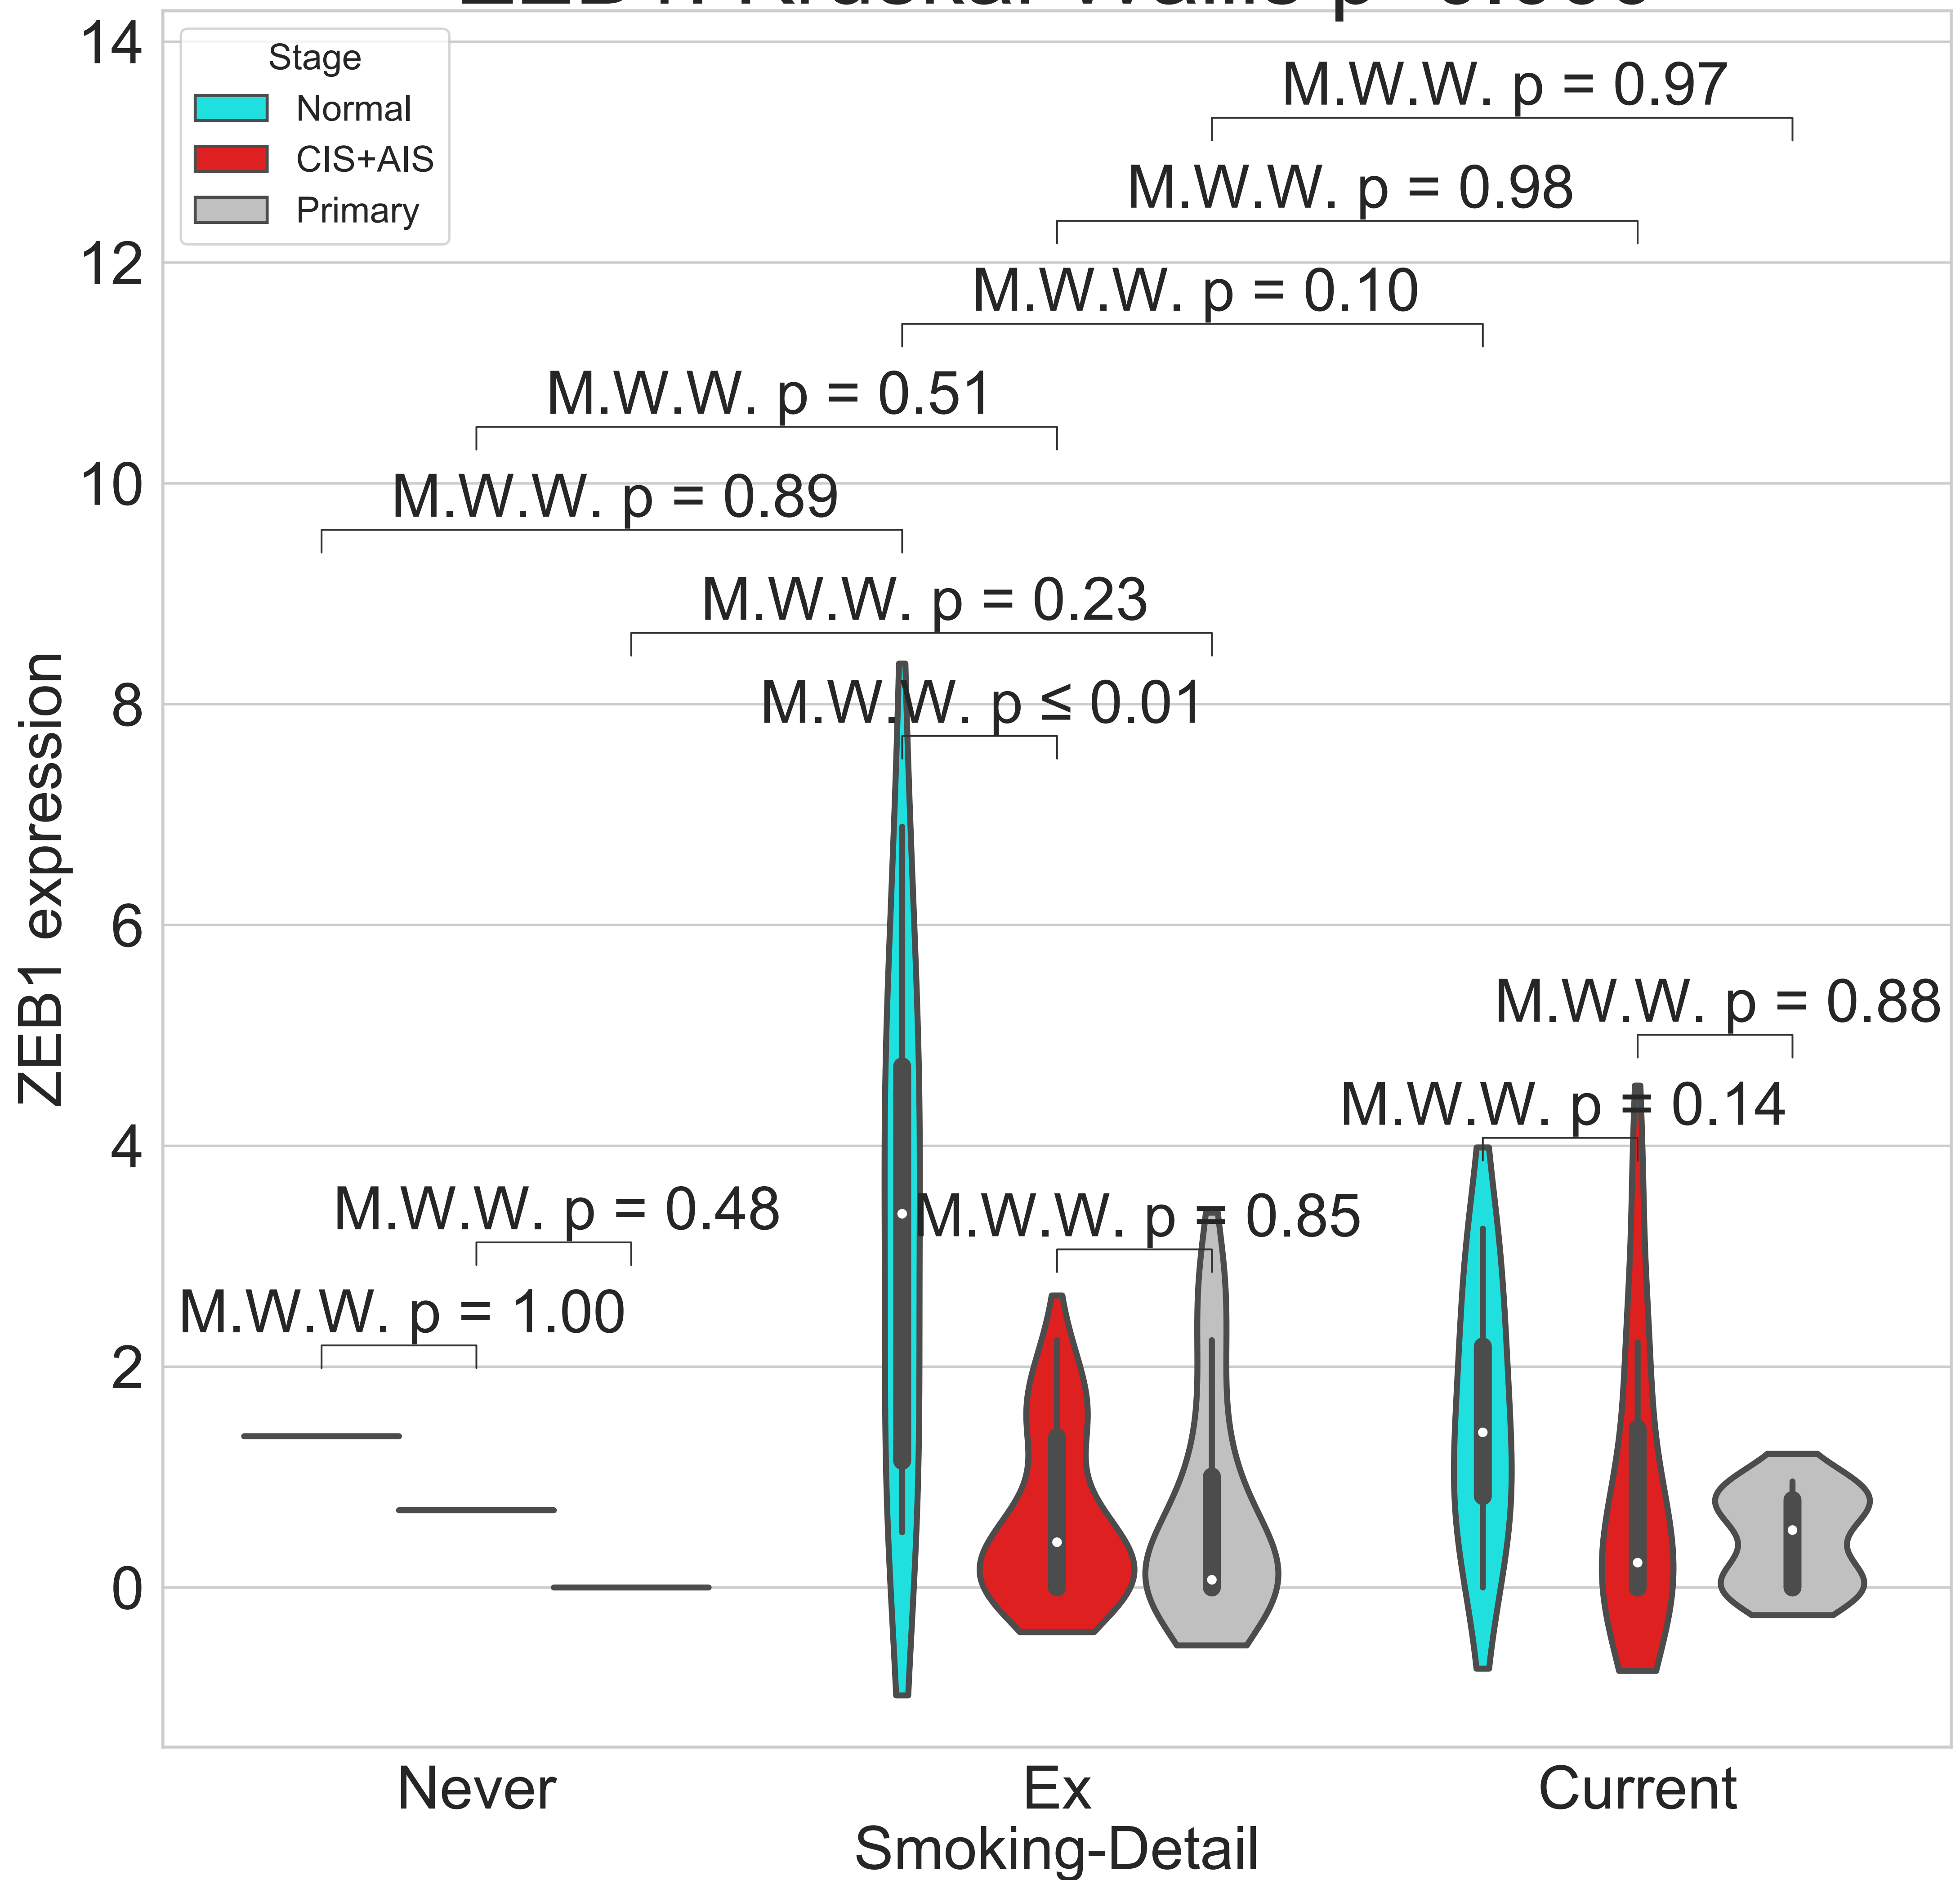 14
Stage
Normal
CIS+AIS
Primary
M.W.W. p = 0.97
M.W.W. p = 0.98
12
M.W.W. p = 0.10
M.W.W. p = 0.51
10
M.W.W. p = 0.89
M.W.W. p = 0.23
8
M.W.W. p ≤ 0.01
ZEB1 expression
6
M.W.W. p = 0.88
M.W.W. p = 0.14
4
M.W.W. p = 0.48
M.W.W. p = 0.85
M.W.W. p = 1.00
2
0
Never
Ex
Current
Smoking-Detail